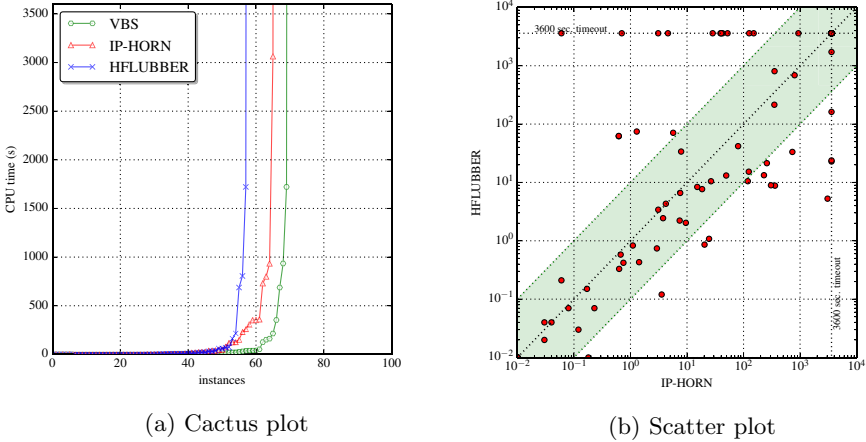 3500
3000
2500
2000
1500
1000
500
0
CPU time (s)
VBS
IP-HORN
HFLUBBER
0 20 40 60 80 100
instances
(a) Cactus plot
10^4
10^3
10^2
10^1
10^0
10^-1
10^-2
HFLUBBER
3600 sec. timeout
3600 sec. timeout
10^-2 10^-1 10^0 10^1 10^2 10^3 10^4
IP-HORN
(b) Scatter plot